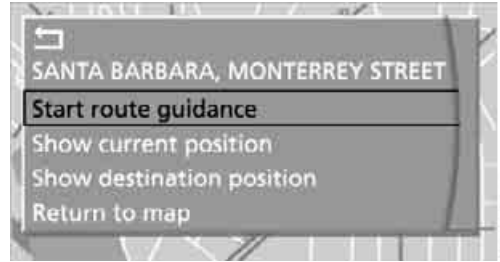 SANTA BARBARA, MONTERREY STREET
Start route guidance
Show current position
Show destination position
Return to map